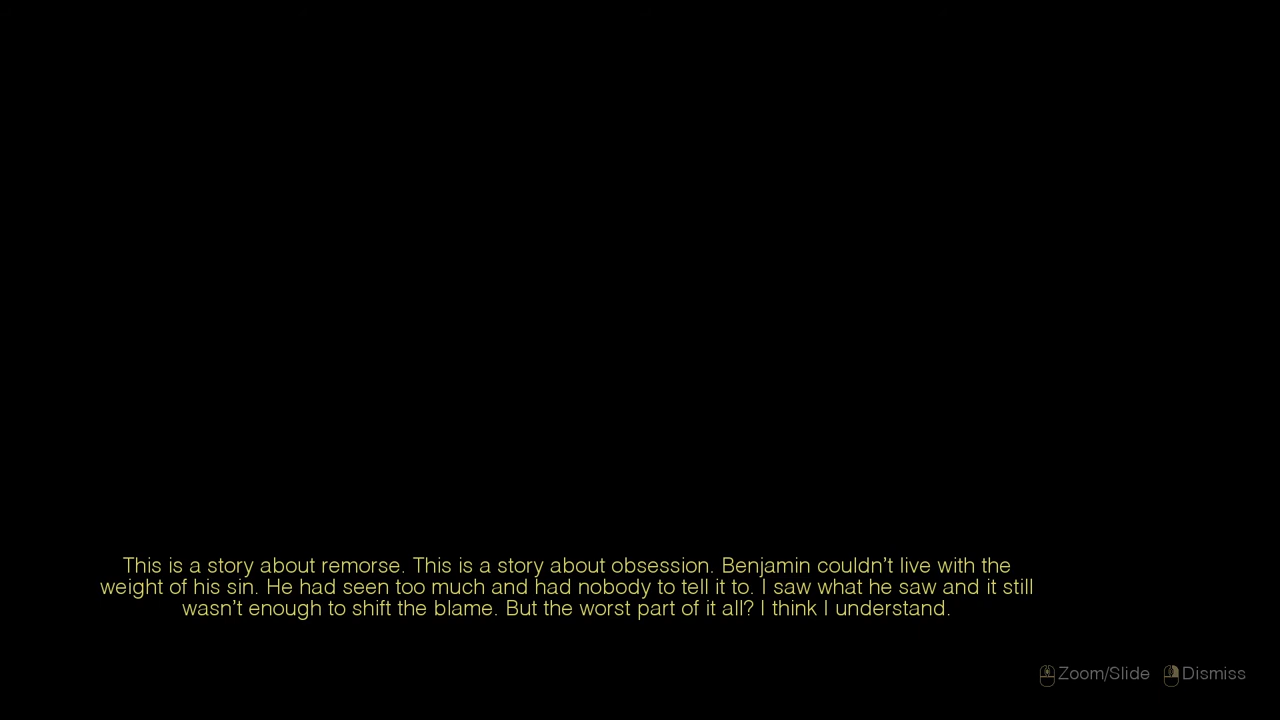 This is a story about remorse. This is a story about obsession. Benjamin couldn't live with the
weight of his sin. He had seen too much and had nobody to tell it to. I saw what he saw and it still
wasn't enough to shift the blame. But the worst part of it all? I think I understand.
Zoom/Slide Dismiss